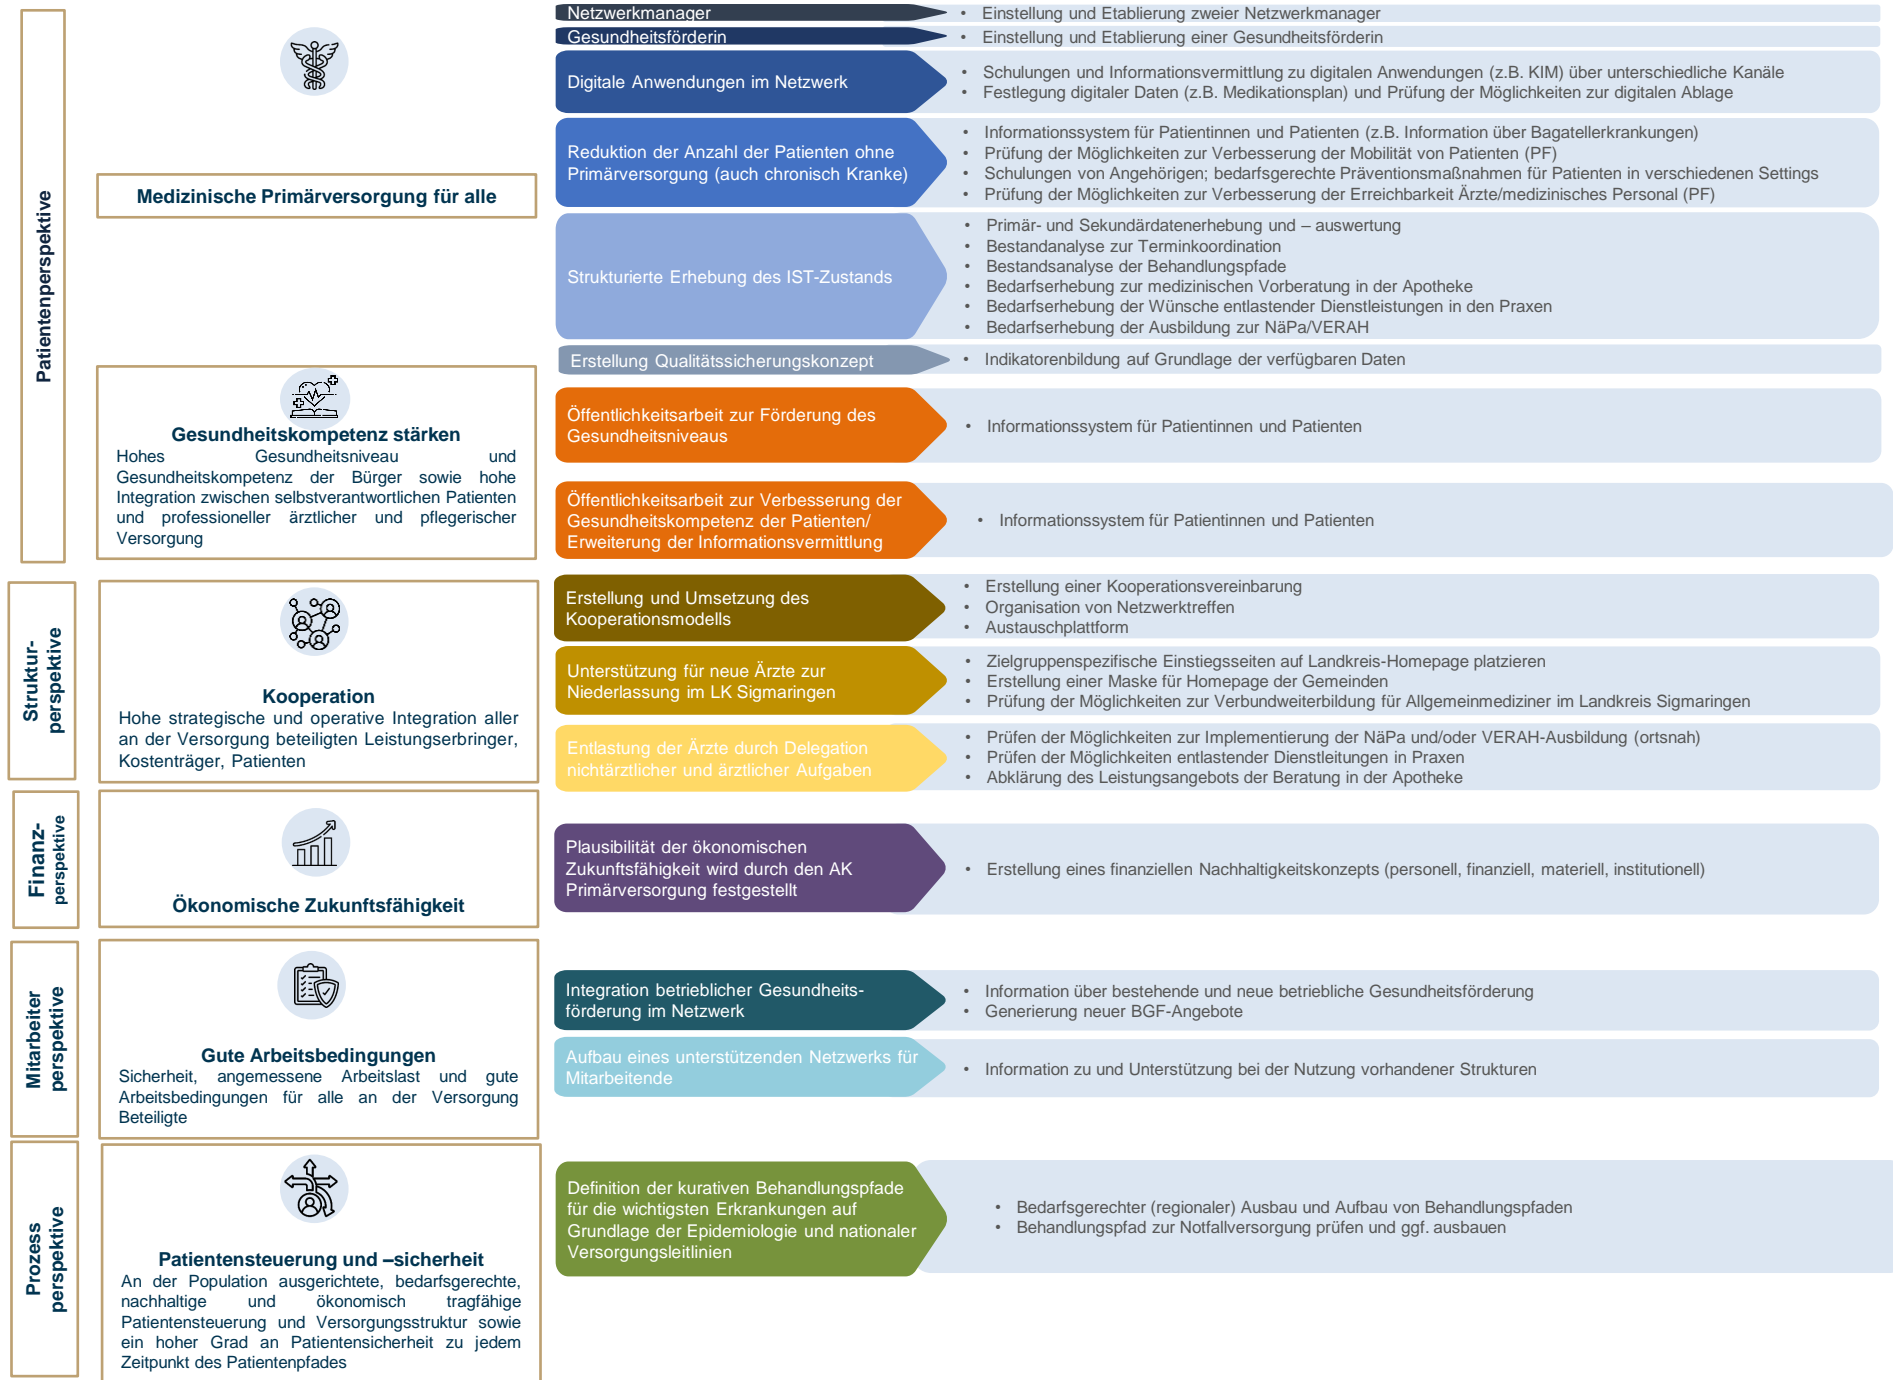 Patientenperspektive
Medizinische Primärversorgung für alle
Netzwerkmanager
• Einstellung und Etablierung zweier Netzwerkmanager
Gesundheitsförderin
• Einstellung und Etablierung einer Gesundheitsförderin
Digitale Anwendungen im Netzwerk
• Schulungen und Informationsvermittlung zu digitalen Anwendungen (z.B. KIM) über unterschiedliche Kanäle
• Festlegung digitaler Daten (z.B. Medikationsplan) und Prüfung der Möglichkeiten zur digitalen Ablage
Reduktion der Anzahl der Patienten ohne
Primärversorgung (auch chronisch Kranke)
• Informationssystem für Patientinnen und Patienten (z.B. Information über Bagatellerkrankungen)
• Prüfung der Möglichkeiten zur Verbesserung der Mobilität von Patienten (PF)
• Schulungen von Angehörigen; bedarfsgerechte Präventionsmaßnahmen für Patienten in verschiedenen Settings
• Prüfung der Möglichkeiten zur Verbesserung der Erreichbarkeit Ärzte/medizinisches Personal (PF)
Strukturierte Erhebung des IST-Zustands
• Primär- und Sekundärdatenerhebung und – auswertung
• Bestandanalyse zur Terminkoordination
• Bestandsanalyse der Behandlungspfade
• Bedarfserhebung zur medizinischen Vorberatung in der Apotheke
• Bedarfserhebung der Wünsche entlastender Dienstleistungen in den Praxen
• Bedarfserhebung der Ausbildung zur NäPa/VERAH
Erstellung Qualitätssicherungskonzept
• Indikatorenbildung auf Grundlage der verfügbaren Daten
Gesundheitskompetenz stärken
Hohes Gesundheitsniveau und
Gesundheitskompetenz der Bürger sowie hohe
Integration zwischen selbstverantwortlichen Patienten
und professioneller ärztlicher und pflegerischer
Versorgung
Öffentlichkeitsarbeit zur Förderung des
Gesundheitsniveaus
• Informationssystem für Patientinnen und Patienten
Öffentlichkeitsarbeit zur Verbesserung der
Gesundheitskompetenz der Patienten/
Erweiterung der Informationsvermittlung
• Informationssystem für Patientinnen und Patienten
Struktur-
perspektive
Kooperation
Hohe strategische und operative Integration aller
an der Versorgung beteiligten Leistungserbringer,
Kostenträger, Patienten
Erstellung und Umsetzung des
Kooperationsmodells
• Erstellung einer Kooperationsvereinbarung
• Organisation von Netzwerktreffen
• Austauschplattform
Unterstützung für neue Ärzte zur
Niederlassung im LK Sigmaringen
• Zielgruppenspezifische Einstiegsseiten auf Landkreis-Homepage platzieren
• Erstellung einer Maske für Homepage der Gemeinden
• Prüfung der Möglichkeiten zur Verbundweiterbildung für Allgemeinmediziner im Landkreis Sigmaringen
Entlastung der Ärzte durch Delegation
nichtärztlicher und ärztlicher Aufgaben
• Prüfen der Möglichkeiten zur Implementierung der NäPa und/oder VERAH-Ausbildung (ortsnah)
• Prüfen der Möglichkeiten entlastender Dienstleitungen in Praxen
• Abklärung des Leistungsangebots der Beratung in der Apotheke
Finanz-
perspektive
Ökonomische Zukunftsfähigkeit
Plausibilität der ökonomischen
Zukunftsfähigkeit wird durch den AK
Primärversorgung festgestellt
• Erstellung eines finanziellen Nachhaltigkeitskonzepts (personell, finanziell, materiell, institutionell)
Mitarbeiter
perspektive
Gute Arbeitsbedingungen
Sicherheit, angemessene Arbeitslast und gute
Arbeitsbedingungen für alle an der Versorgung
Beteiligte
Integration betrieblicher Gesundheits-
förderung im Netzwerk
• Information über bestehende und neue betriebliche Gesundheitsförderung
• Generierung neuer BGF-Angebote
Aufbau eines unterstützenden Netzwerks für
Mitarbeitende
• Information zu und Unterstützung bei der Nutzung vorhandener Strukturen
Prozess
perspektive
Patientensteuerung und –sicherheit
An der Population ausgerichtete, bedarfsgerechte,
nachhaltige und ökonomisch tragfähige
Patientensteuerung und Versorgungsstruktur sowie
ein hoher Grad an Patientensicherheit zu jedem
Zeitpunkt des Patientenpfades
Definition der kurativen Behandlungspfade
für die wichtigsten Erkrankungen auf
Grundlage der Epidemiologie und nationaler
Versorgungsleitlinien
• Bedarfsgerechter (regionaler) Ausbau und Aufbau von Behandlungspfaden
• Behandlungspfad zur Notfallversorgung prüfen und ggf. ausbauen